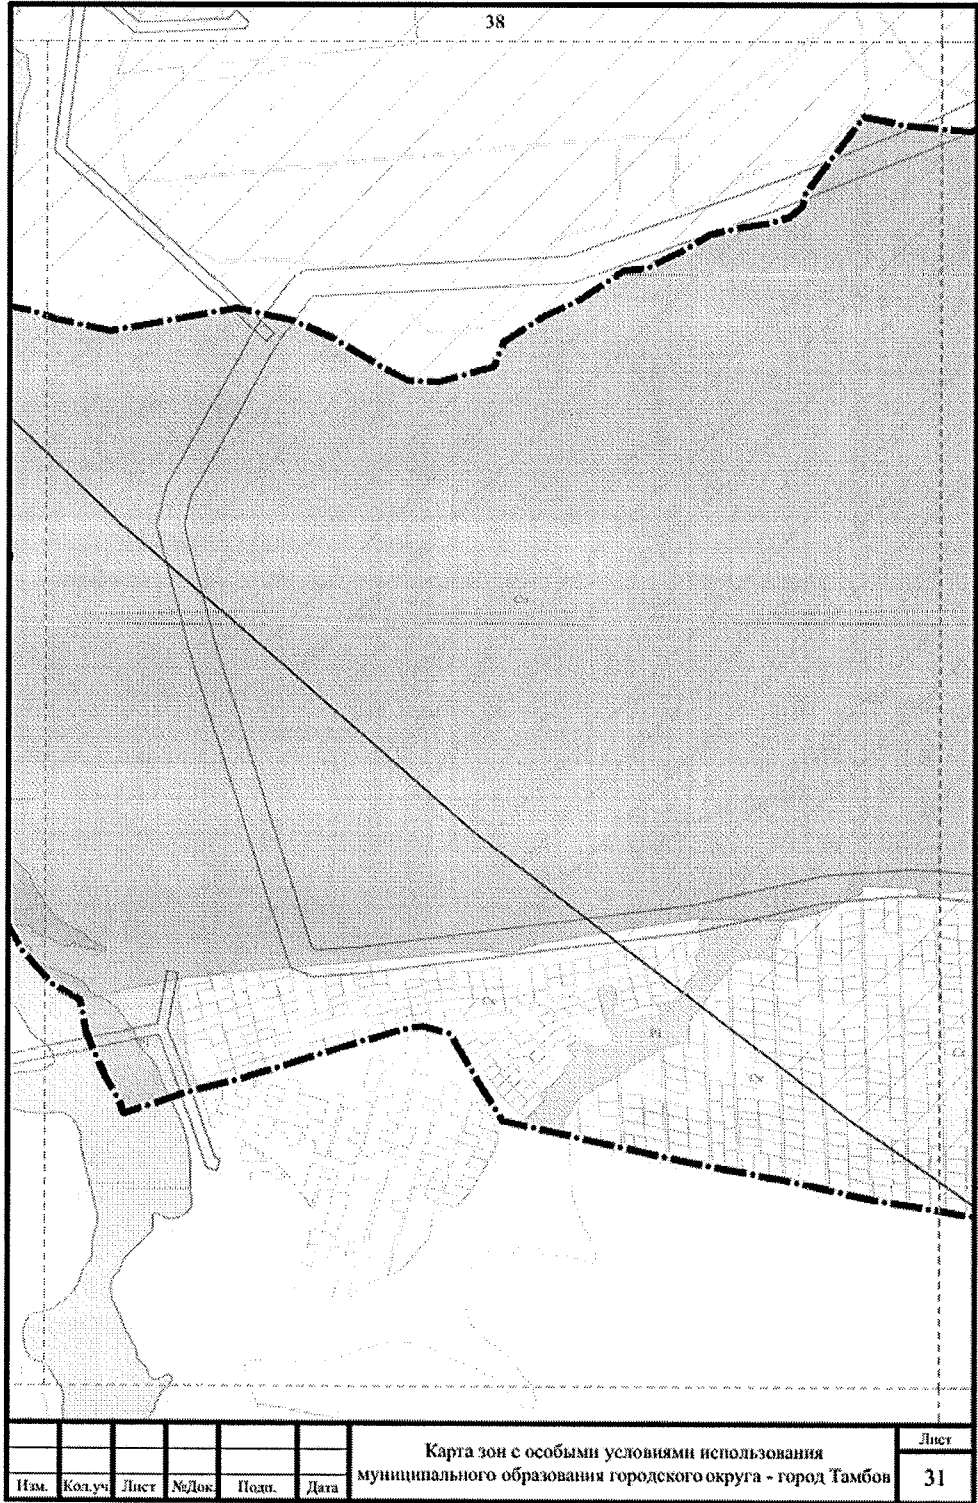 38
Карта зон с особыми условиями использования
муниципального образования городского округа - город Тамбов
Лист
31
Изм. Кол.уч Лист №Док. Подп. Дата